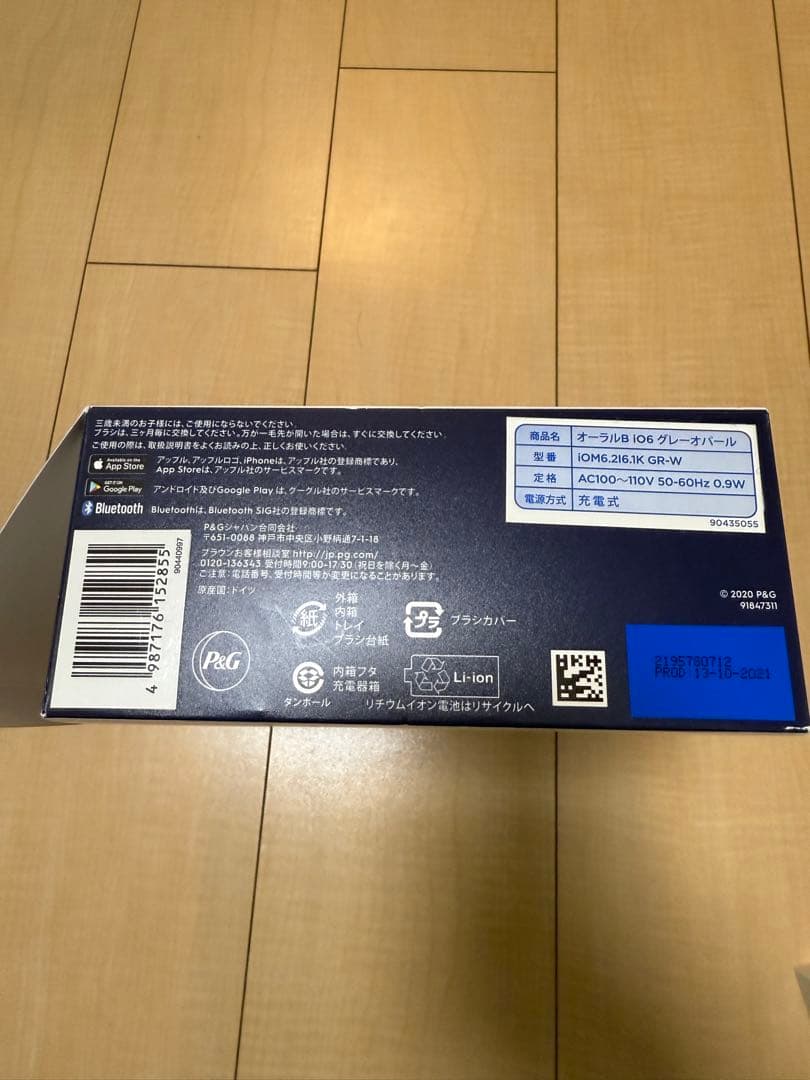 三歳未満のお子様には、ご使用にならないでください。
ブラシは、三ヶ月毎に交換してください。万か一毛先が開いた場合は、すぐに交換してください。
ご使用の際は、取扱説明書をよくお読みの上、正しくお使いください。
Available on the
App Store
アップル、アップルロゴ、iPhoneは、アップル社の登録商標であり、
App Storeは、アップル社のサービスマークです。
GET IT ON
Google Play
アンドロイド及びGoogle Play は、グーグル社のサービスマークです。
Bluetooth
Bluetoothは、Bluetooth SIG社の登録商標です。
P&Gジャパン合同会社
〒651-0088 神戸市中央区小野柄通7-1-18
ブラウンお客様相談室 http://jp.pg.com/
0120-136343 受付時間9:00-17:30 (祝日を除く月〜金)
ご注意:電話番号、受付時間等が変更になることがあります。
原産国:ドイツ
商品名 オーラルB iO6 グレーオパール
型番 iOM6.2I6.1K GR-W
定格 AC100〜110V 50-60Hz 0.9W
電源方式 充電式
90435055
© 2020 P&G
91847311
4 987176 152855
90440997
P&G
紙
外箱
内箱
トレイ
ブラシ台紙
プラ
ブラシカバー
ダンボール
内箱フタ
充電器箱
Li-ion
リチウムイオン電池はリサイクルへ
2195780712
PROD 13-10-2021